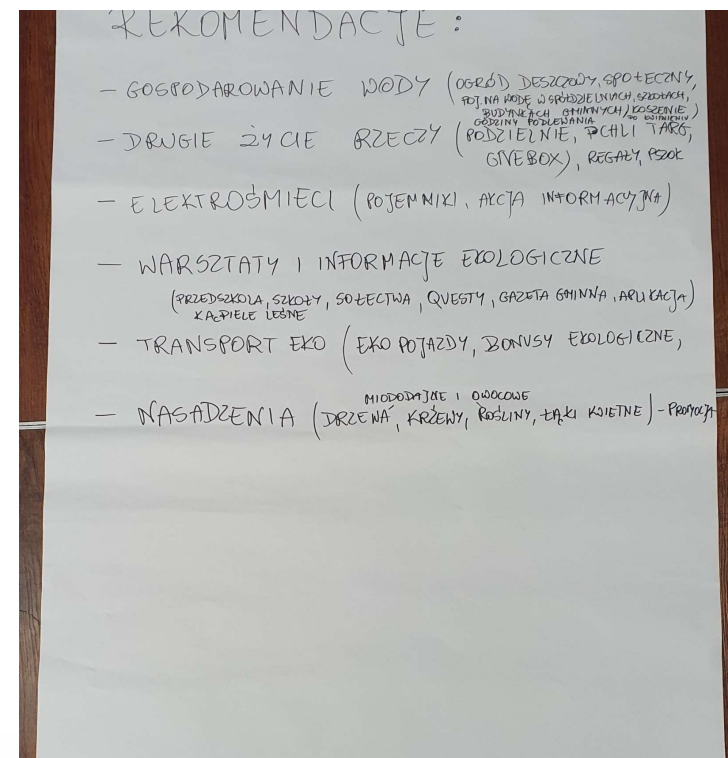 REKOMENDACJE:
- GOSPODAROWANIE WODY (OGRÓD DESZCZOWY, SPOŁECZNY,
POJ. NA WODĘ W SPÓŁDZIELNIACH, SZKOŁACH,
BUDYNKACH GMINNYCH) KOSZENIE)
GODZINY PODLEWANIA PO KWITNIENIU
- DRUGIE ŻYCIE RZECZY (PODZIELNIE, PCHLI TARG,
GIVEBOX), REGAŁY, PSZOK
- ELEKTROŚMIECI (POJEMNIKI, AKCJA INFORMACYJNA)
- WARSZTATY I INFORMACJE EKOLOGICZNE
(PRZEDSZKOLA, SZKOŁY, SOŁECTWA, QUESTY, GAZETA GMINNA, APLIKACJA)
KĄPIELE LEŚNE
- TRANSPORT EKO (EKO POJAZDY, BONUSY EKOLOGICZNE,
MIODODAJNE I OWOCOWE
- NASADZENIA (DRZEWA, KRZEWY, ROŚLINY, ŁĄKI KWIETNE) - PROMOCJA